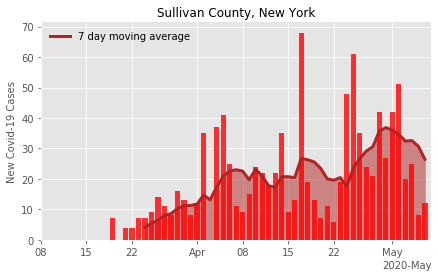 Sullivan County, New York
7 day moving average
New Covid-19 Cases
70
60
50
40
30
20
10
0
08 15 22 Apr 08 15 22 May
2020-May